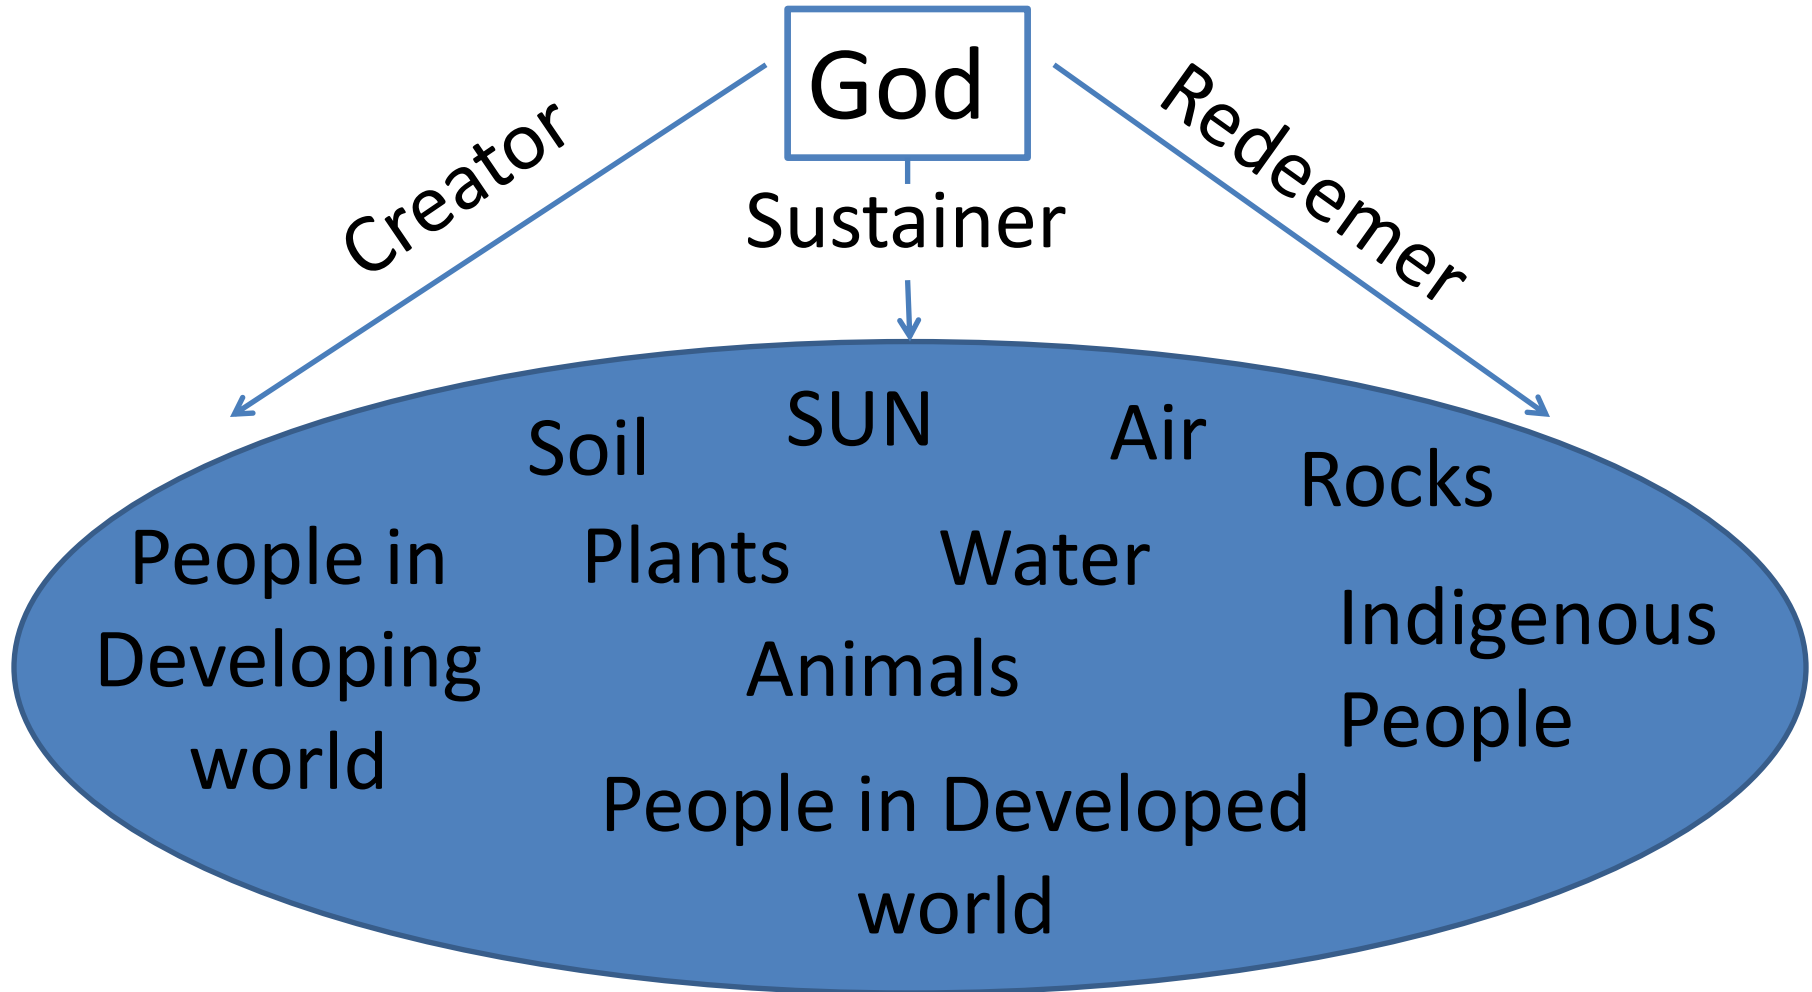 God
Creator
Sustainer
Redeemer
SUN
Soil
Air
Rocks
People in
Developing
world
Plants
Water
Indigenous
People
Animals
People in Developed
world